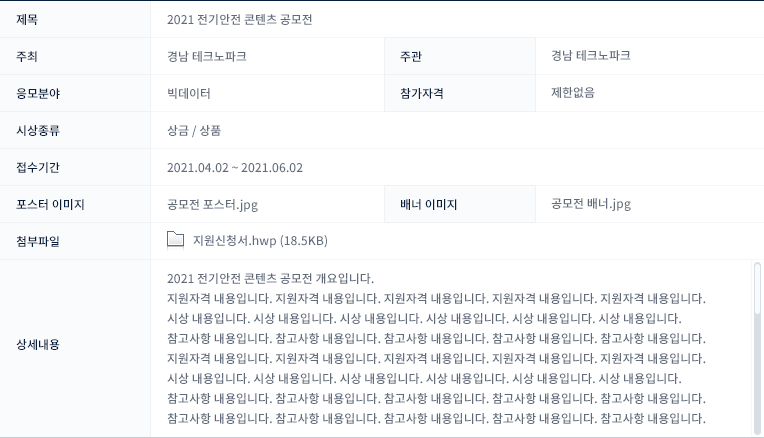 제목 2021 전기안전 콘텐츠 공모전
주최 경남 테크노파크 주관 경남 테크노파크
응모분야 빅데이터 참가자격 제한없음
시상종류 상금 / 상품
접수기간 2021.04.02 ~ 2021.06.02
포스터 이미지 공모전 포스터.jpg 배너 이미지 공모전 배너.jpg
첨부파일 지원신청서.hwp (18.5KB)
상세내용
2021 전기안전 콘텐츠 공모전 개요입니다.
지원자격 내용입니다. 지원자격 내용입니다. 지원자격 내용입니다. 지원자격 내용입니다. 지원자격 내용입니다.
시상 내용입니다. 시상 내용입니다. 시상 내용입니다. 시상 내용입니다. 시상 내용입니다. 시상 내용입니다.
참고사항 내용입니다. 참고사항 내용입니다. 참고사항 내용입니다. 참고사항 내용입니다. 참고사항 내용입니다.
지원자격 내용입니다. 지원자격 내용입니다. 지원자격 내용입니다. 지원자격 내용입니다. 지원자격 내용입니다.
시상 내용입니다. 시상 내용입니다. 시상 내용입니다. 시상 내용입니다. 시상 내용입니다. 시상 내용입니다.
참고사항 내용입니다. 참고사항 내용입니다. 참고사항 내용입니다. 참고사항 내용입니다. 참고사항 내용입니다.
참고사항 내용입니다. 참고사항 내용입니다. 참고사항 내용입니다. 참고사항 내용입니다. 참고사항 내용입니다.